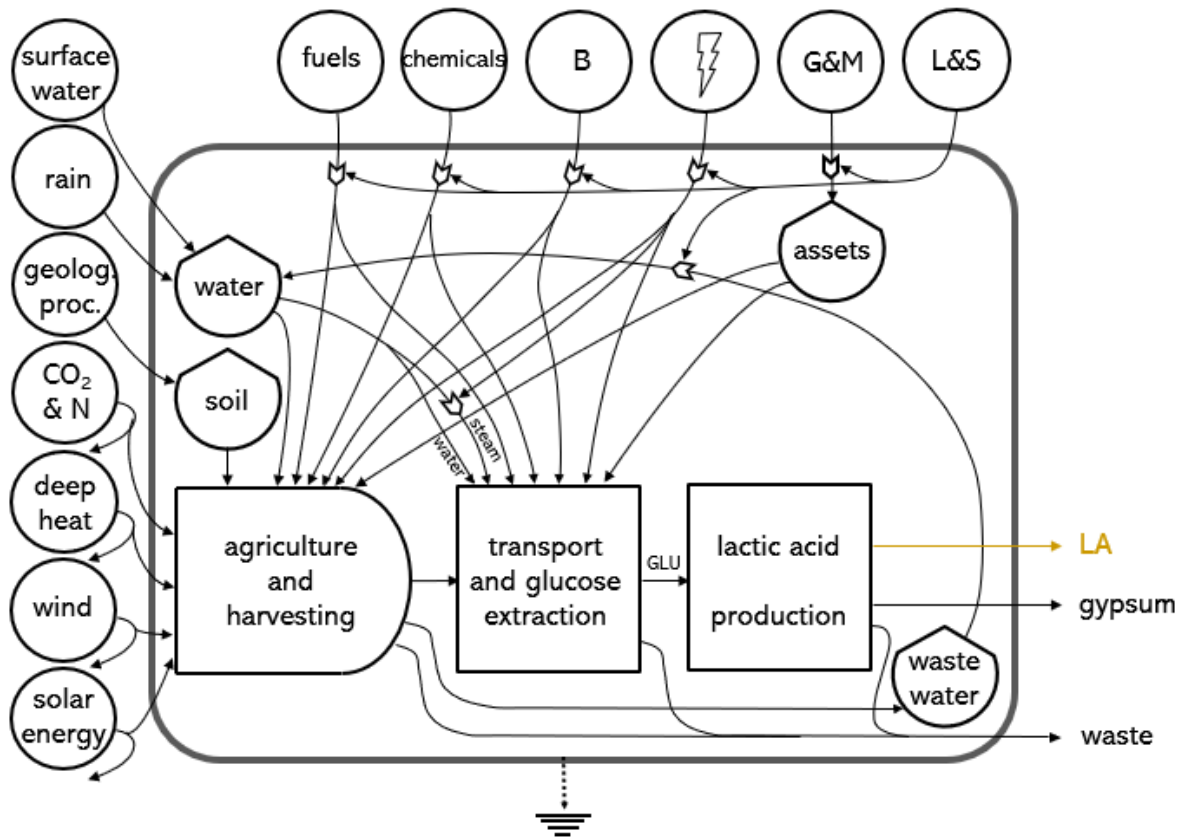 surface
water
fuels
chemicals
B
G&M
L&S
rain
geolog.
proc.
water
assets
CO₂
& N
soil
water
steam
deep
heat
agriculture
and
harvesting
transport
and glucose
extraction
GLU
lactic acid
production
LA
gypsum
wind
waste
water
solar
energy
waste